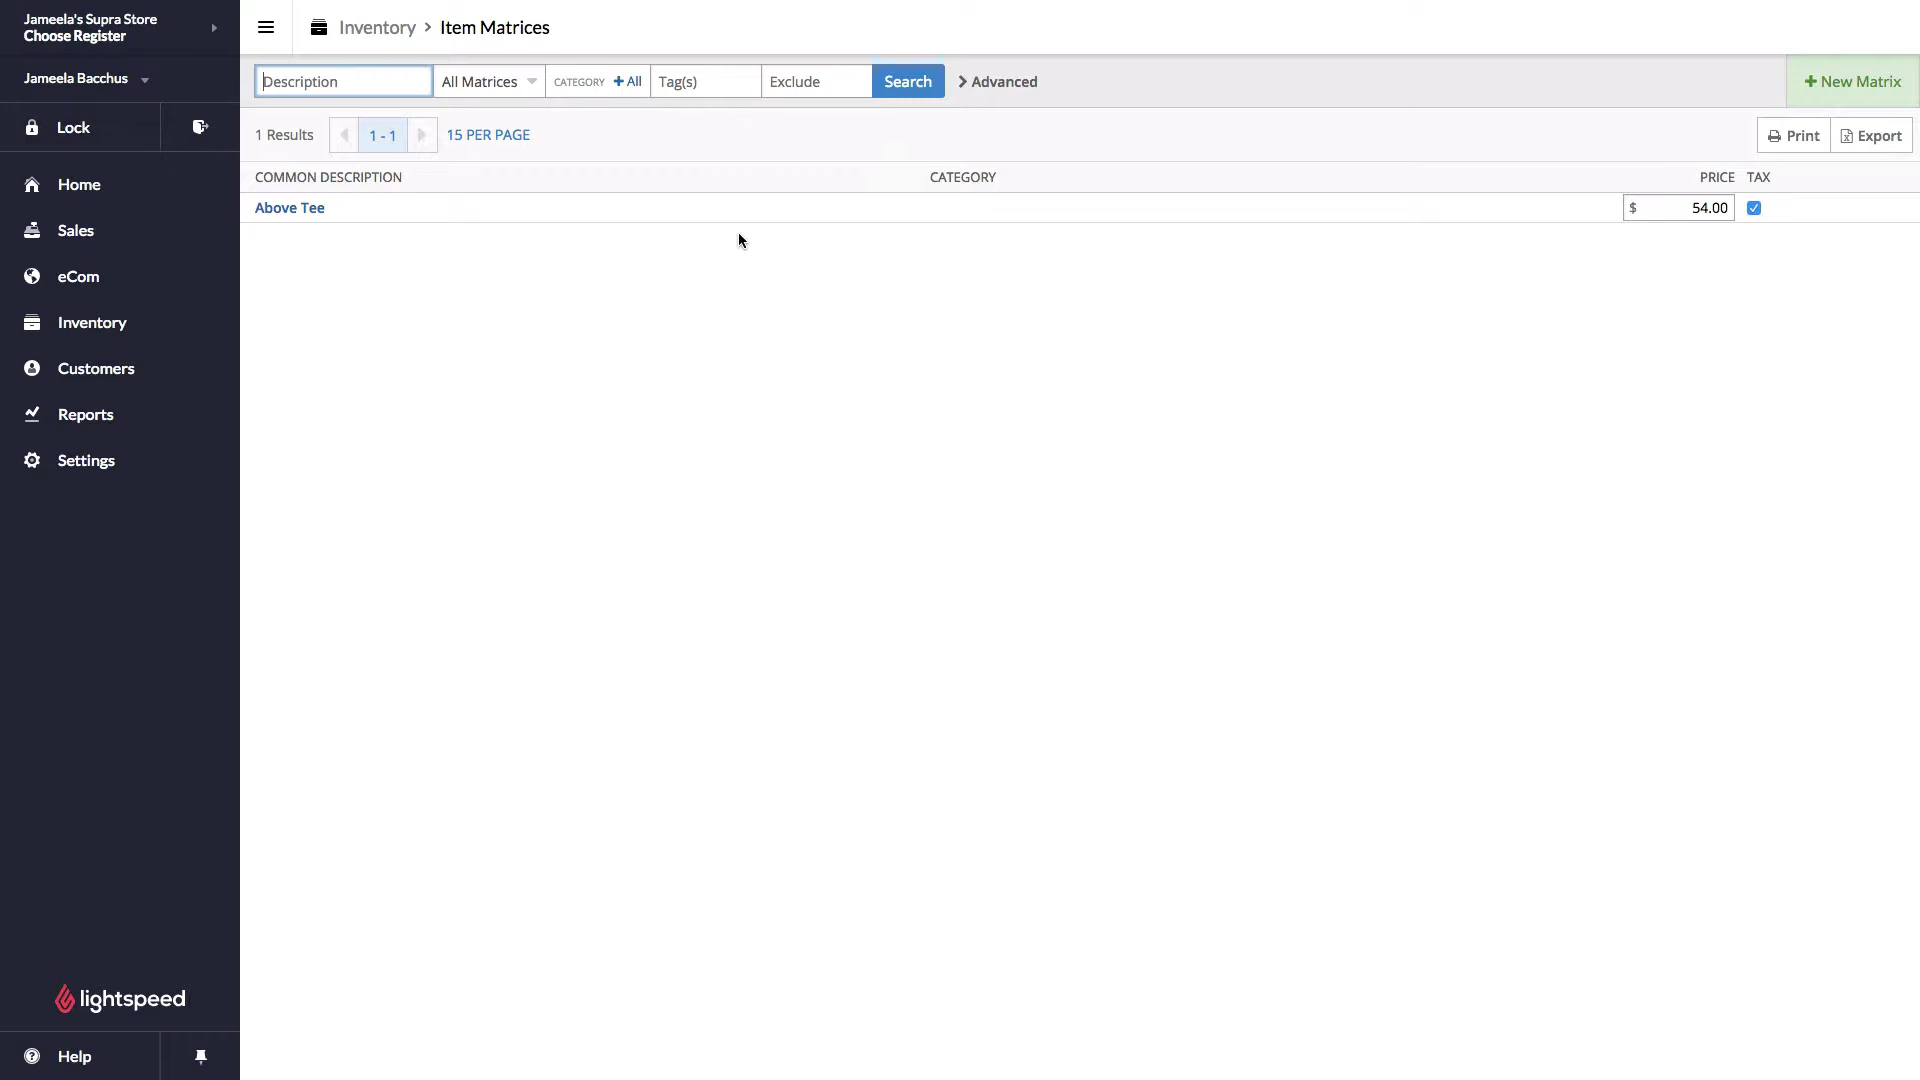 Jameela's Supra Store
Choose Register
Jameela Bacchus
Lock
Home
Sales
eCom
Inventory
Customers
Reports
Settings
lightspeed
Help
Inventory > Item Matrices
Description All Matrices CATEGORY + All Tag(s) Exclude Search > Advanced + New Matrix
1 Results 1 - 1 15 PER PAGE Print Export
COMMON DESCRIPTION CATEGORY PRICE TAX
Above Tee $ 54.00